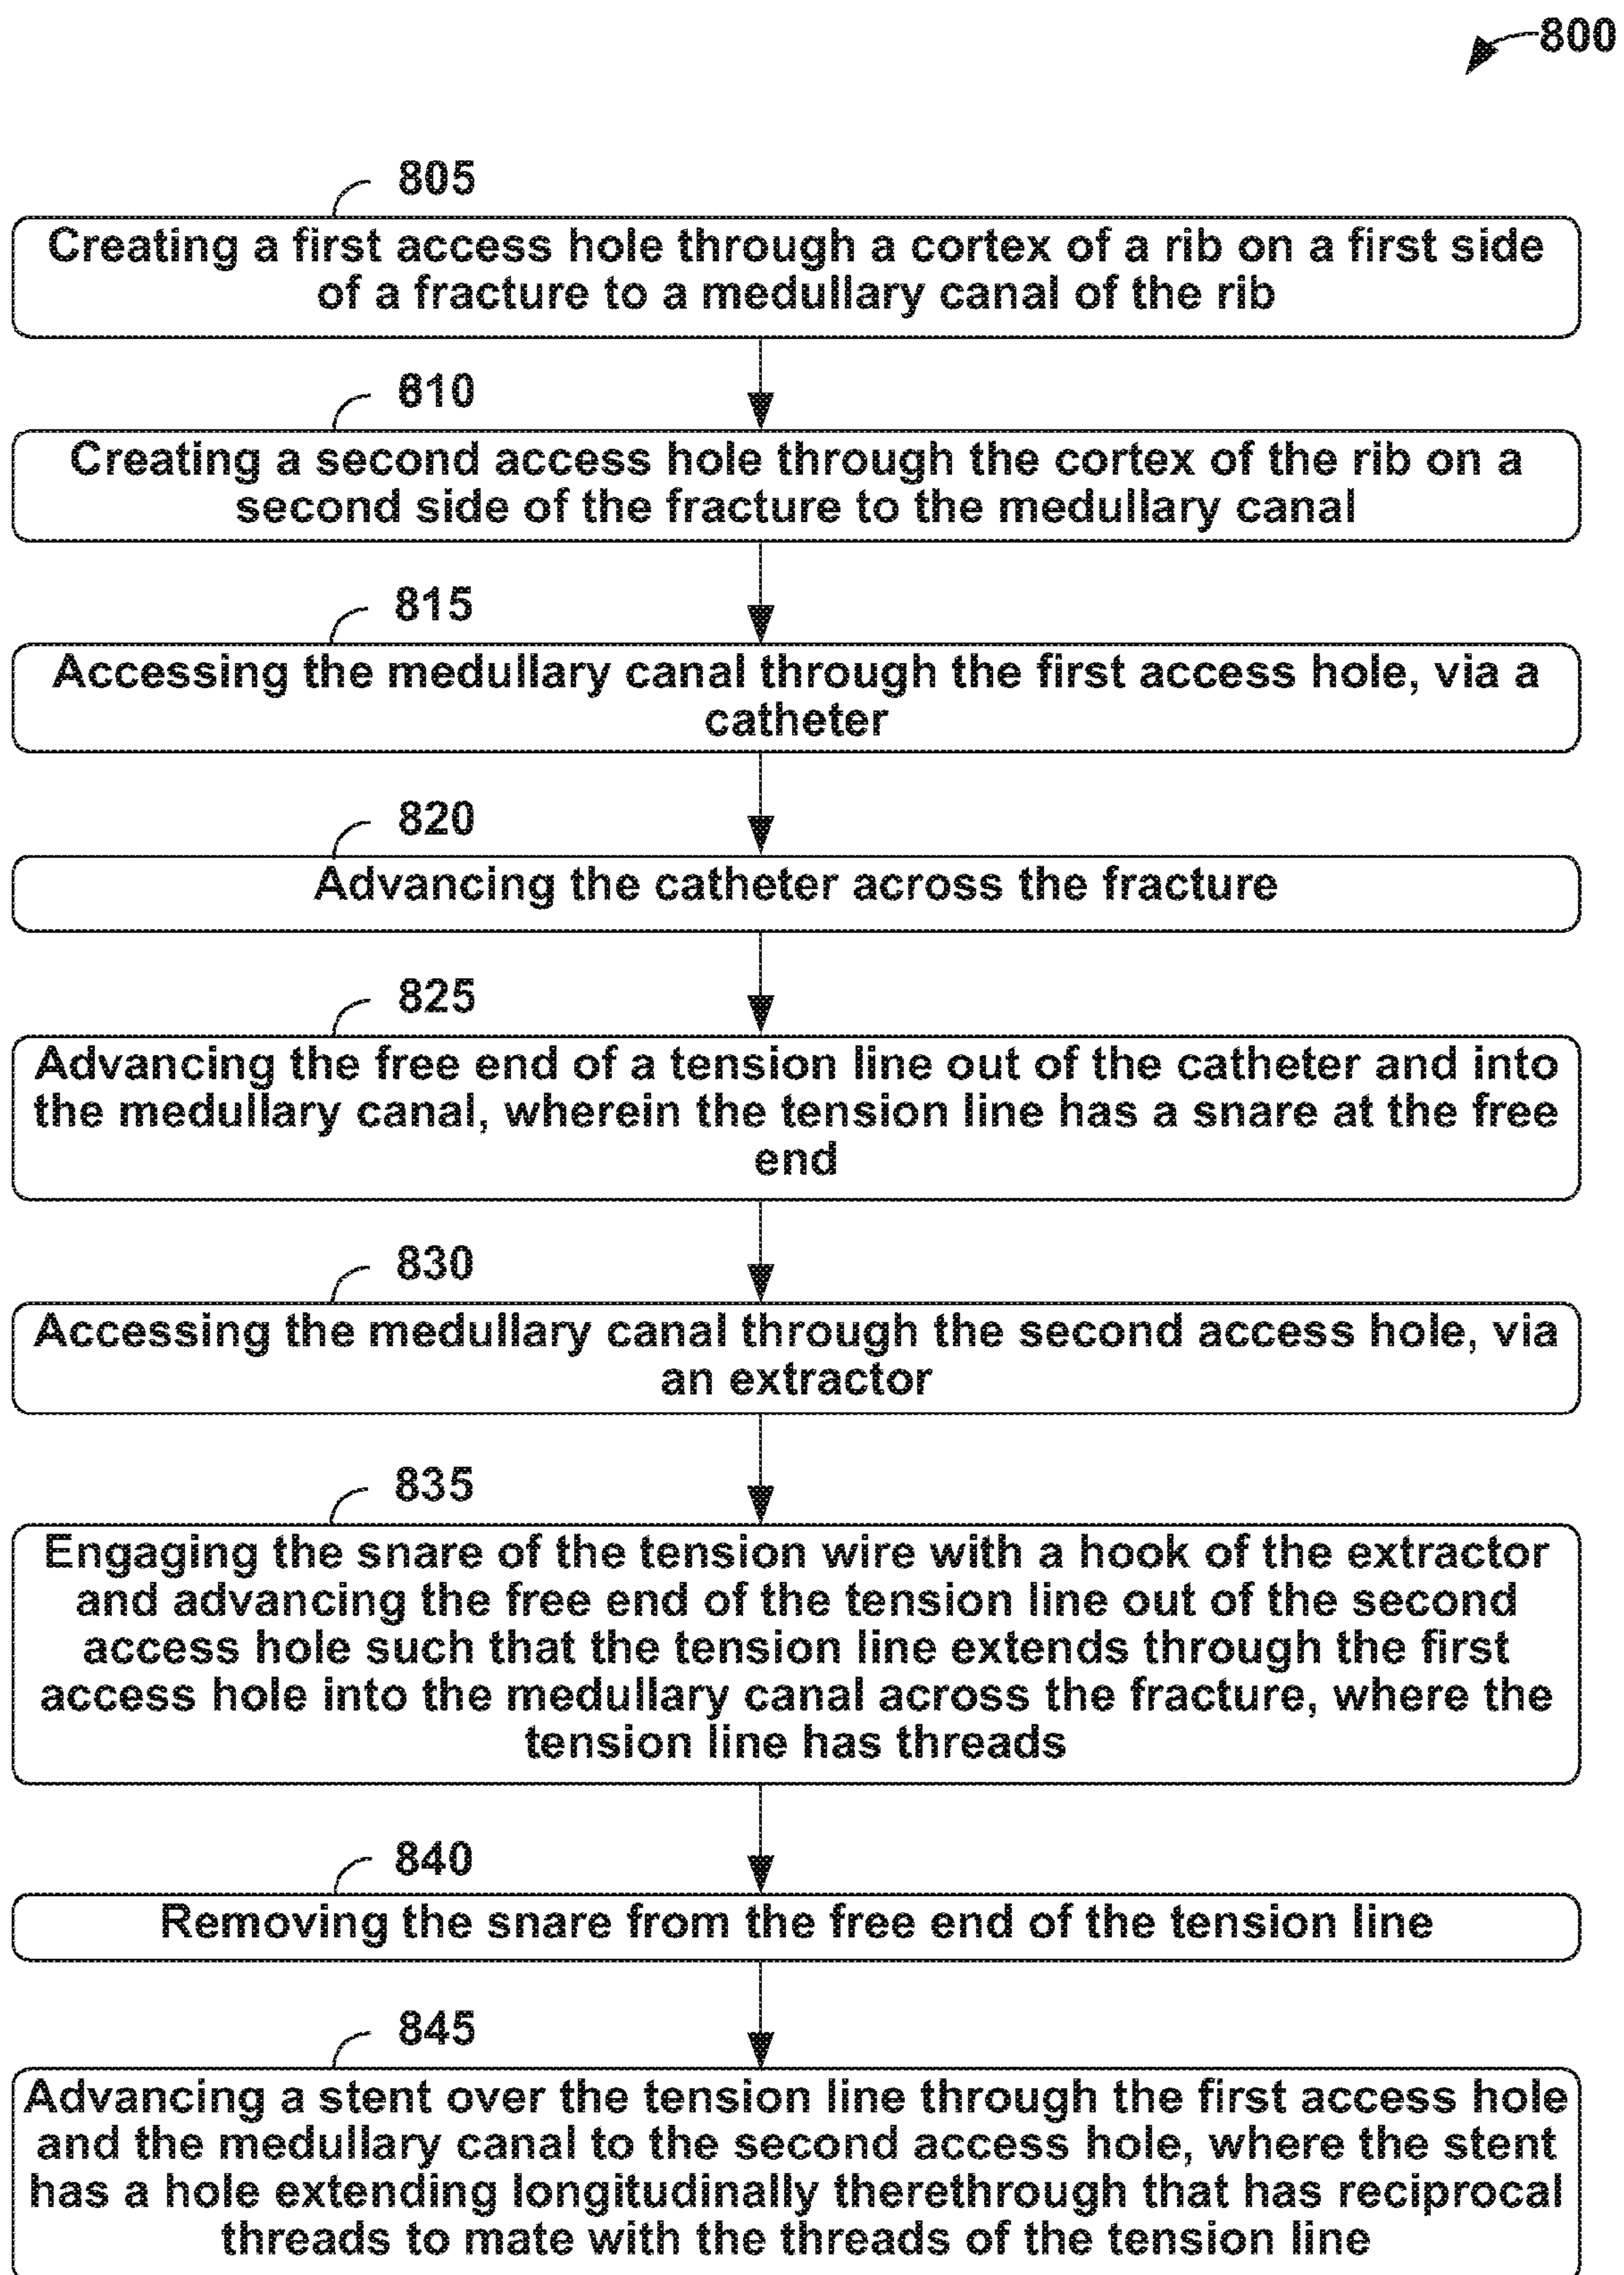 800
805
Creating a first access hole through a cortex of a rib on a first side
of a fracture to a medullary canal of the rib
810
Creating a second access hole through the cortex of the rib on a
second side of the fracture to the medullary canal
815
Accessing the medullary canal through the first access hole, via a
catheter
820
Advancing the catheter across the fracture
825
Advancing the free end of a tension line out of the catheter and into
the medullary canal, wherein the tension line has a snare at the free
end
830
Accessing the medullary canal through the second access hole, via
an extractor
835
Engaging the snare of the tension wire with a hook of the extractor
and advancing the free end of the tension line out of the second
access hole such that the tension line extends through the first
access hole into the medullary canal across the fracture, where the
tension line has threads
840
Removing the snare from the free end of the tension line
845
Advancing a stent over the tension line through the first access hole
and the medullary canal to the second access hole, where the stent
has a hole extending longitudinally therethrough that has reciprocal
threads to mate with the threads of the tension line